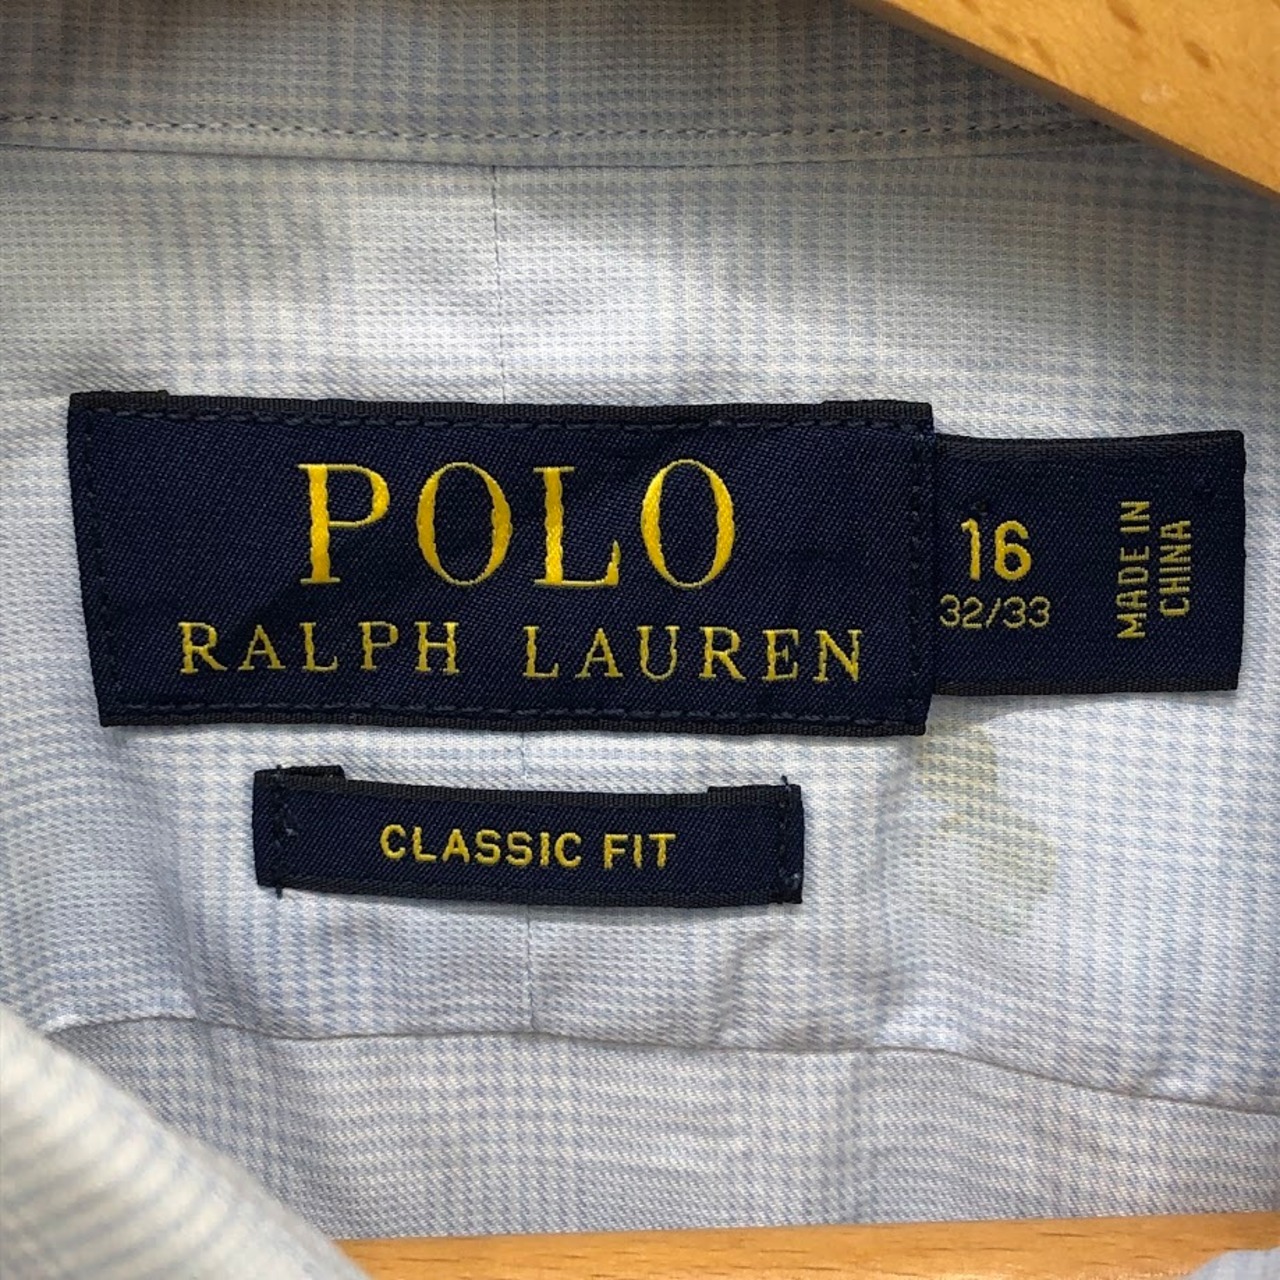 POLO
RALPH LAUREN
16
32/33
MADE IN
CHINA
CLASSIC FIT